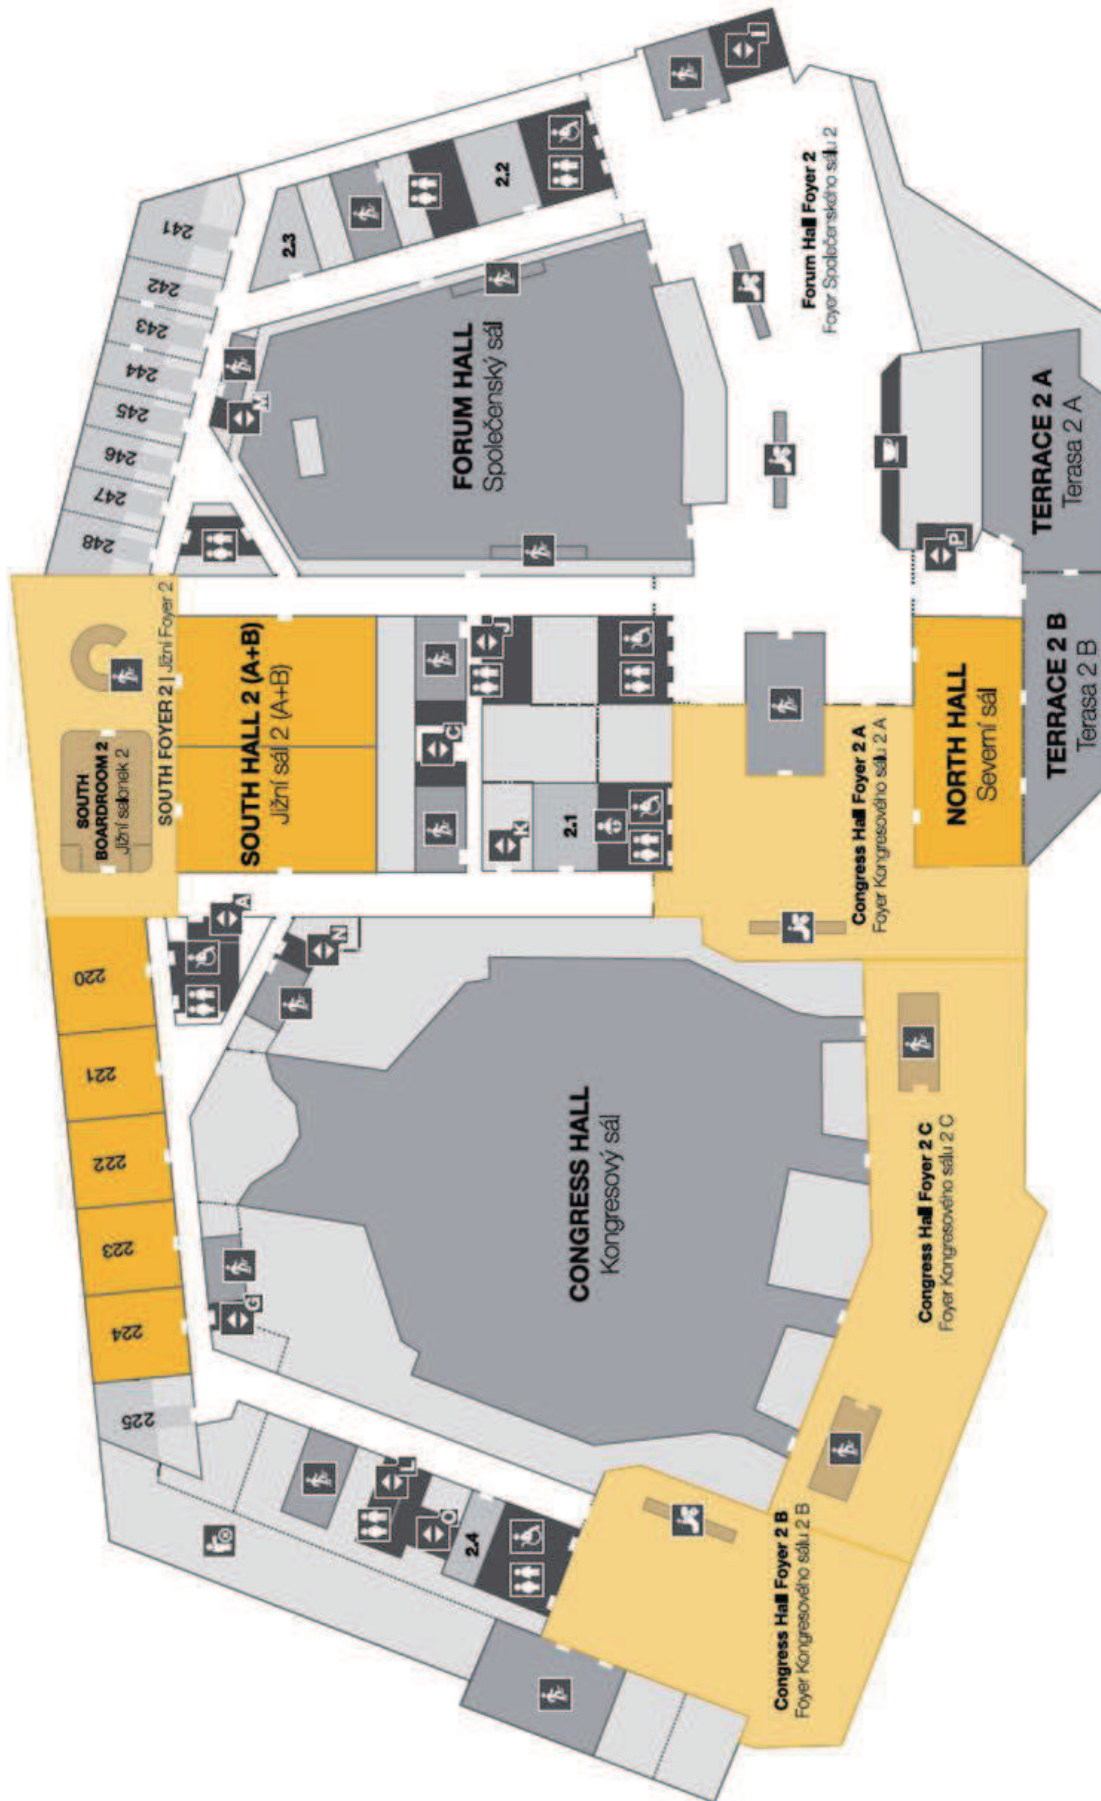 225
224
223
222
221
220
SOUTH
BOARDROOM 2
Jižní salonek 2
SOUTH FOYER 2 | Jižní Foyer 2
248
247
246
245
244
243
242
241
A
M
SOUTH HALL 2 (A+B)
Jižní sál 2 (A+B)
2.3
N
L
O
C
2.4
K
J
2.2
2.1
FORUM HALL
Společenský sál
CONGRESS HALL
Kongresový sál
I
Congress Hall Foyer 2 B
Foyer Kongresového sálu 2 B
Congress Hall Foyer 2 A
Foyer Kongresového sálu 2 A
Forum Hall Foyer 2
Foyer Společenského sálu 2
Congress Hall Foyer 2 C
Foyer Kongresového sálu 2 C
NORTH HALL
Severní sál
P
TERRACE 2 B
Terasa 2 B
TERRACE 2 A
Terasa 2 A